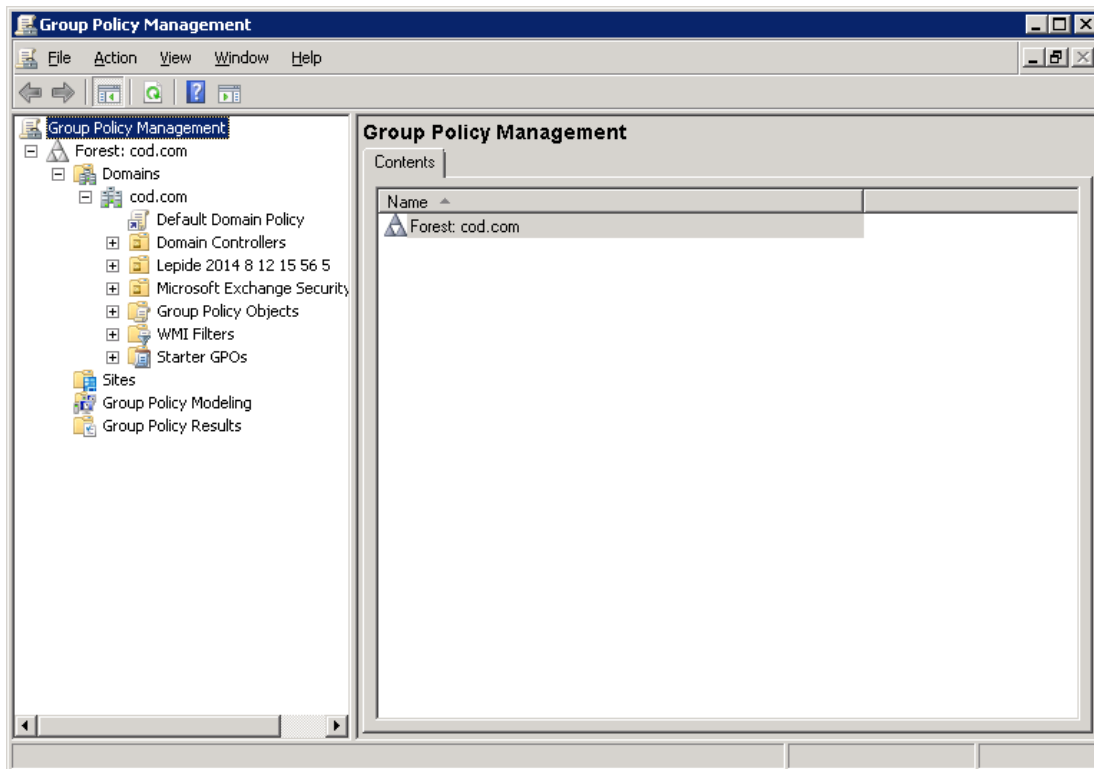 Group Policy Management
File Action View Window Help
Group Policy Management
Forest: cod.com
Domains
cod.com
Default Domain Policy
Domain Controllers
Lepide 2014 8 12 15 56 5
Microsoft Exchange Security
Group Policy Objects
WMI Filters
Starter GPOs
Sites
Group Policy Modeling
Group Policy Results
Group Policy Management
Contents
Name
Forest: cod.com